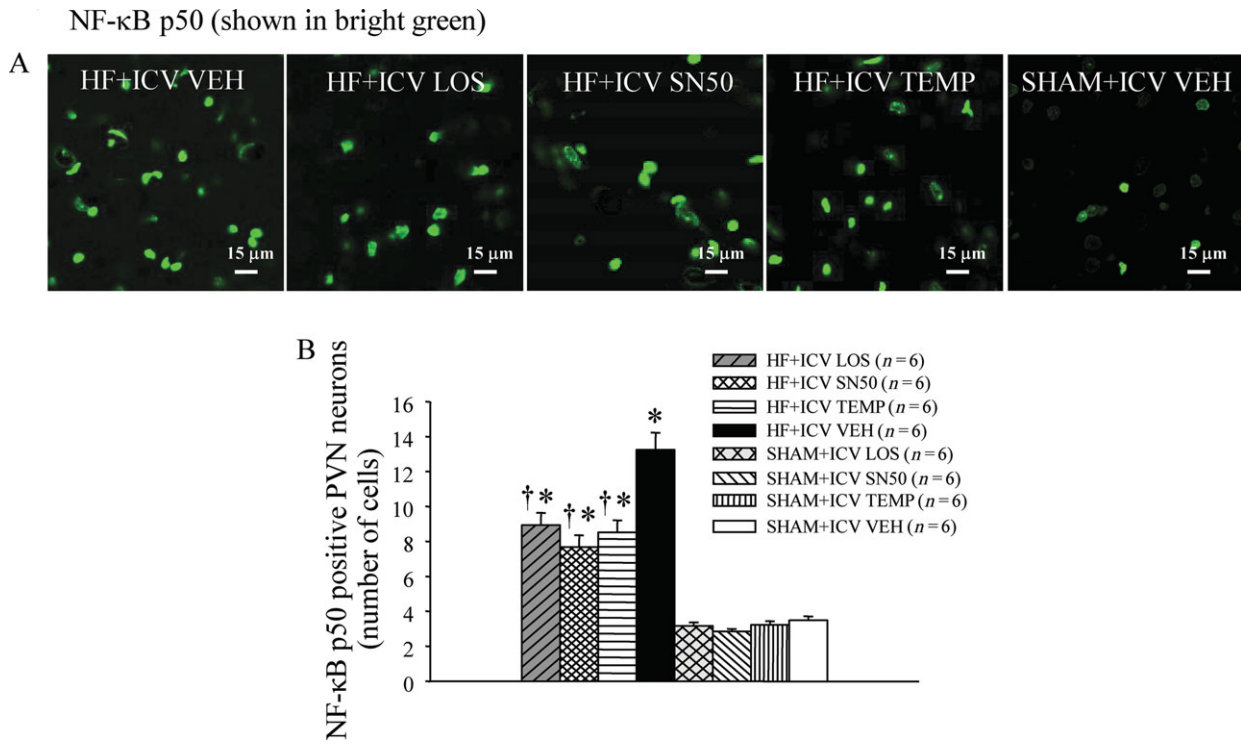 NF-κB p50 (shown in bright green)
A
HF+ICV VEH
HF+ICV LOS
HF+ICV SN50
HF+ICV TEMP
SHAM+ICV VEH
15 μm
15 μm
15 μm
15 μm
15 μm
B
NF-κB p50 positive PVN neurons
(number of cells)
16
14
12
10
8
6
4
2
0
†*
†*
†*
*
HF+ICV LOS (n=6)
HF+ICV SN50 (n=6)
HF+ICV TEMP (n=6)
HF+ICV VEH (n=6)
SHAM+ICV LOS (n=6)
SHAM+ICV SN50 (n=6)
SHAM+ICV TEMP (n=6)
SHAM+ICV VEH (n=6)